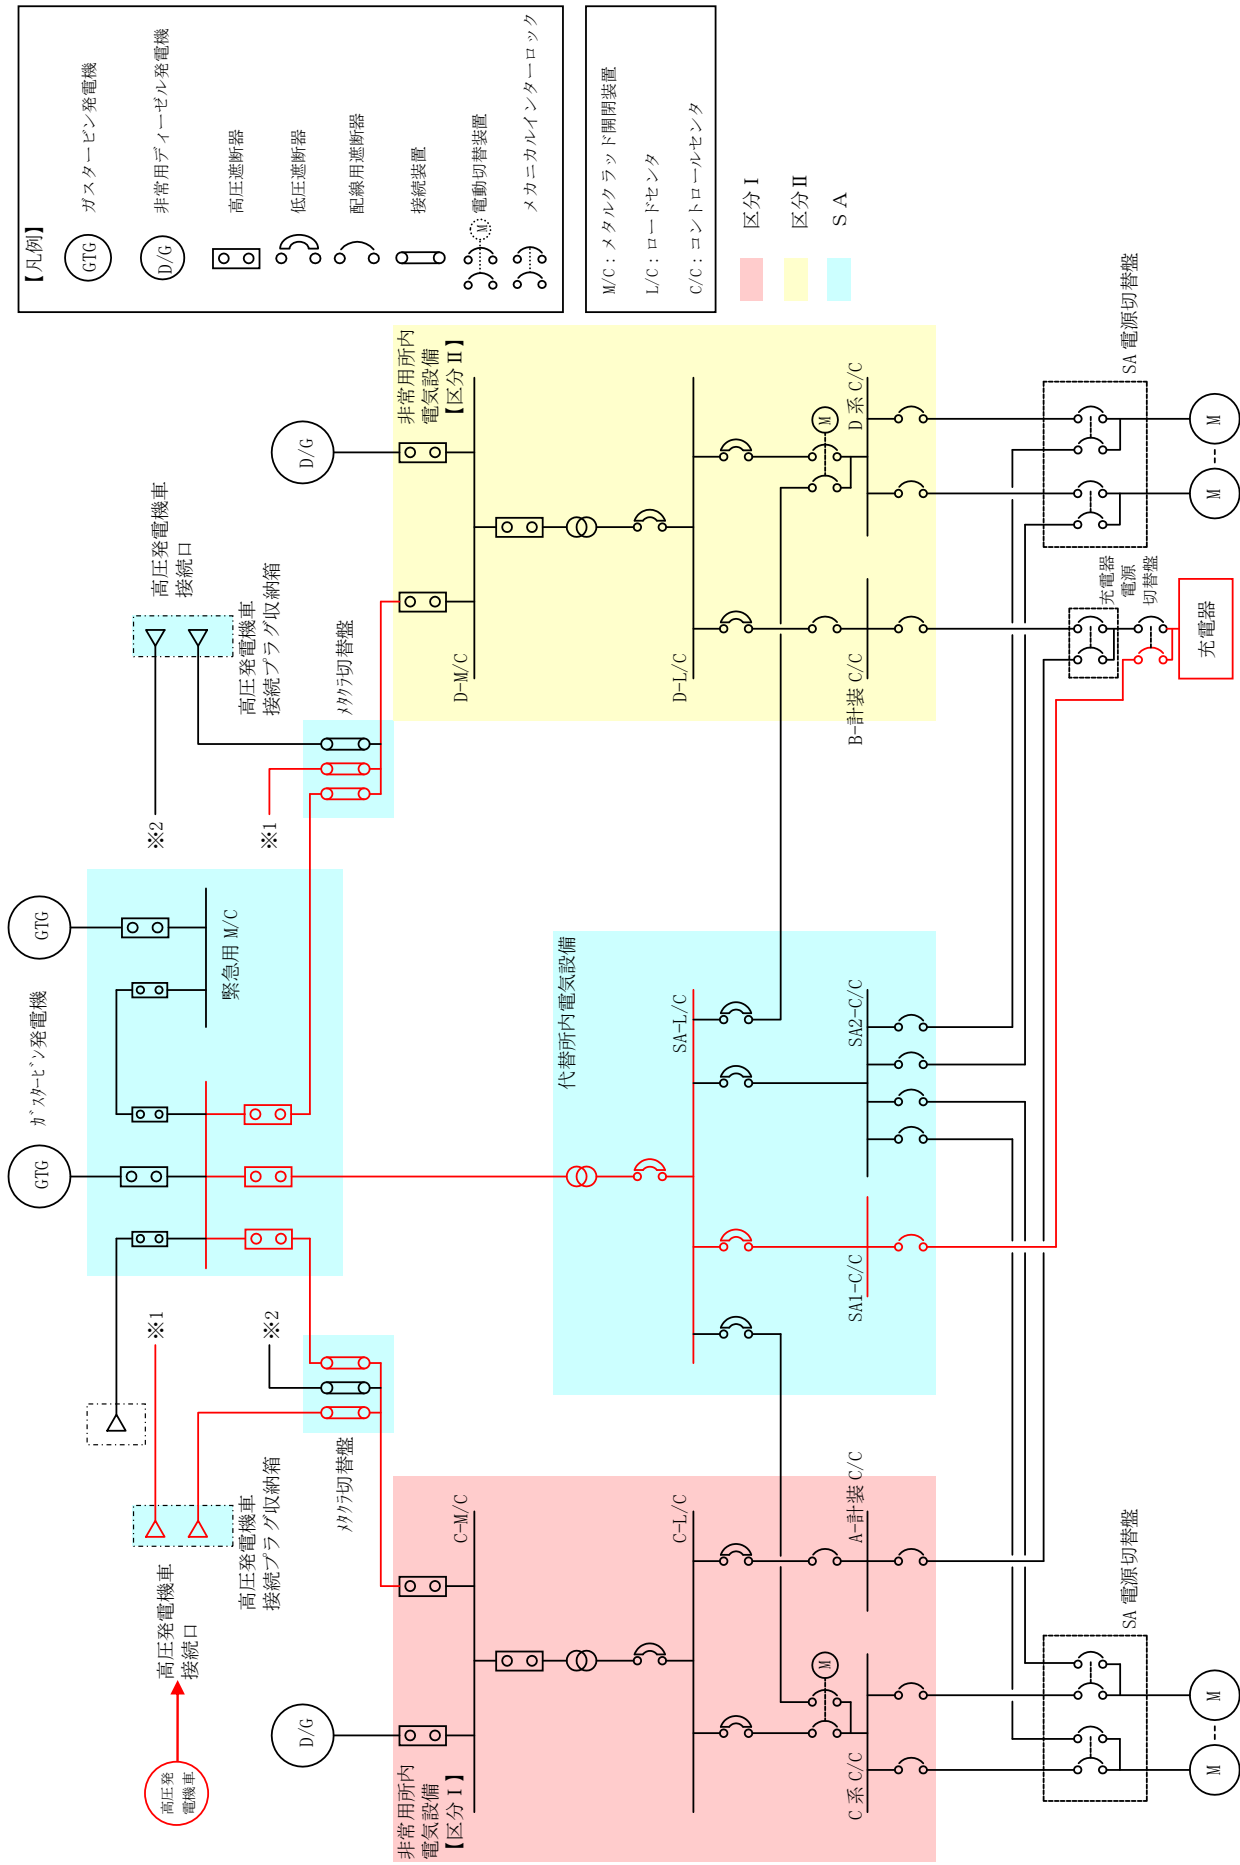 【凡例】
GTG
ガスタービン発電機
D/G
非常用ディーゼル発電機
高圧遮断器
低圧遮断器
配線用遮断器
接続装置
M
電動切替装置
メカニカルインターロック
M/C：メタルクラッド開閉装置
L/C：ロードセンタ
C/C：コントロールセンタ
区分Ⅰ
区分Ⅱ
ＳＡ
高圧発
電機車
高圧発電機車
接続口
高圧発電機車
接続プラグ収納箱
※1
※2
ﾒﾀｸﾗ切替盤
GTG
ｶﾞｽﾀｰﾋﾞﾝ発電機
GTG
緊急用 M/C
※2
※1
高圧発電機車
接続口
高圧発電機車
接続プラグ収納箱
ﾒﾀｸﾗ切替盤
D/G
非常用所内
電気設備
【区分Ⅰ】
C-M/C
C-L/C
M
C 系 C/C
A-計装 C/C
代替所内電気設備
SA-L/C
SA1-C/C
SA2-C/C
D/G
非常用所内
電気設備
【区分Ⅱ】
D-M/C
D-L/C
M
B-計装 C/C
D 系 C/C
SA 電源切替盤
M
M
充電器
電源
切替盤
充電器
SA 電源切替盤
M
M